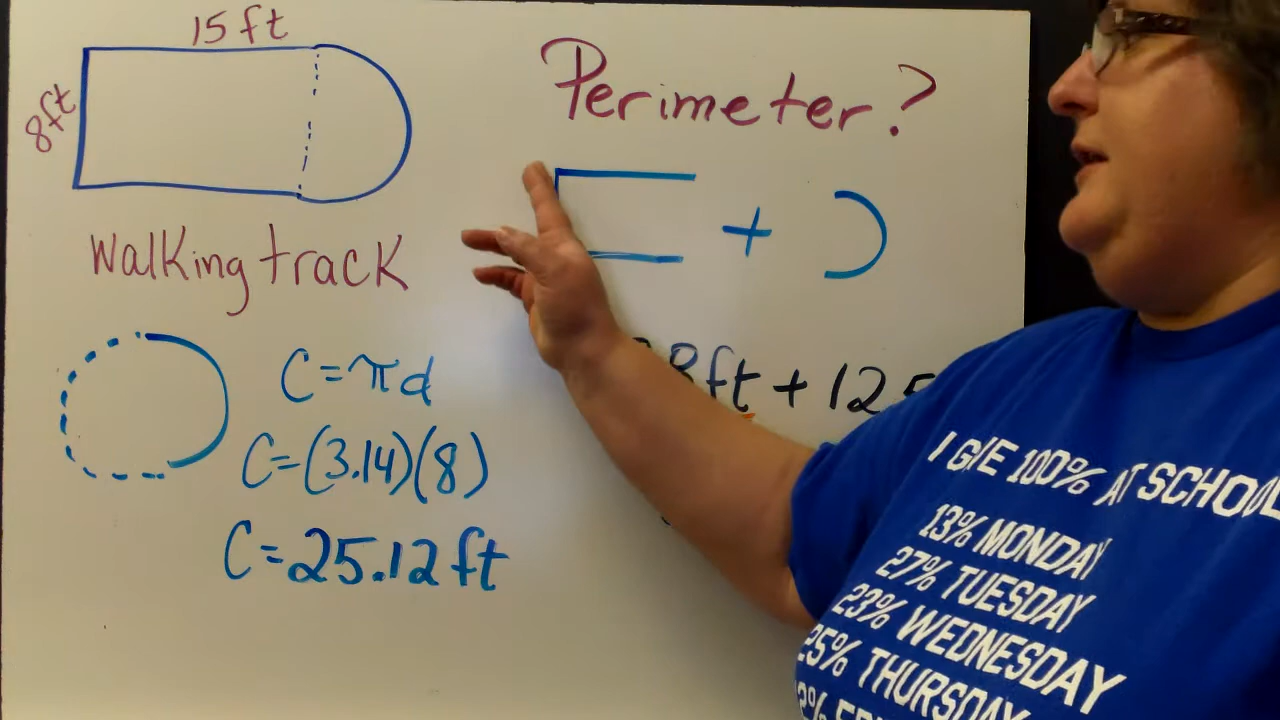 15 ft
8ft
Perimeter?
Walking track
C=πd
C=(3.14)(8)
C=25.12 ft
8ft + 125
I GIVE 100% AT SCHOOL
13% MONDAY
27% TUESDAY
23% WEDNESDAY
25% THURSDAY